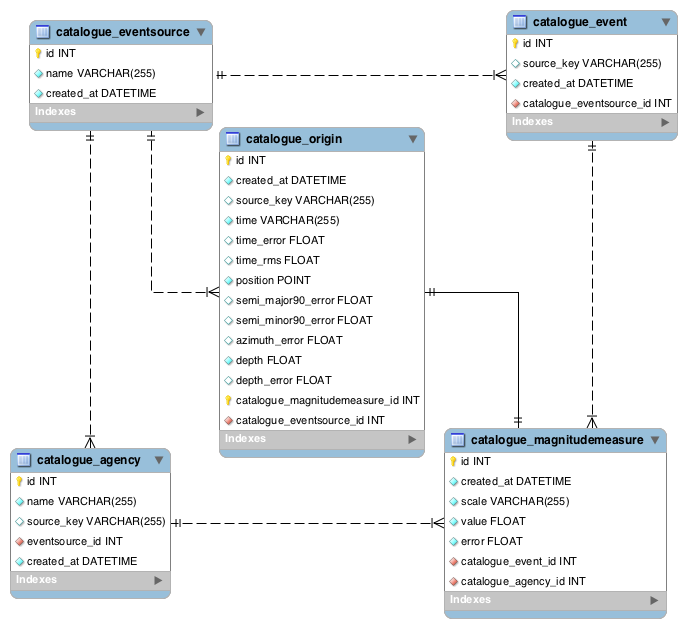 catalogue_eventsource
id INT
name VARCHAR(255)
created_at DATETIME
Indexes
catalogue_event
id INT
source_key VARCHAR(255)
created_at DATETIME
catalogue_eventsource_id INT
Indexes
catalogue_origin
id INT
created_at DATETIME
source_key VARCHAR(255)
time VARCHAR(255)
time_error FLOAT
time_rms FLOAT
position POINT
semi_major90_error FLOAT
semi_minor90_error FLOAT
azimuth_error FLOAT
depth FLOAT
depth_error FLOAT
catalogue_magnitudemeasure_id INT
catalogue_eventsource_id INT
Indexes
catalogue_agency
id INT
name VARCHAR(255)
source_key VARCHAR(255)
eventsource_id INT
created_at DATETIME
Indexes
catalogue_magnitudemeasure
id INT
created_at DATETIME
scale VARCHAR(255)
value FLOAT
error FLOAT
catalogue_event_id INT
catalogue_agency_id INT
Indexes